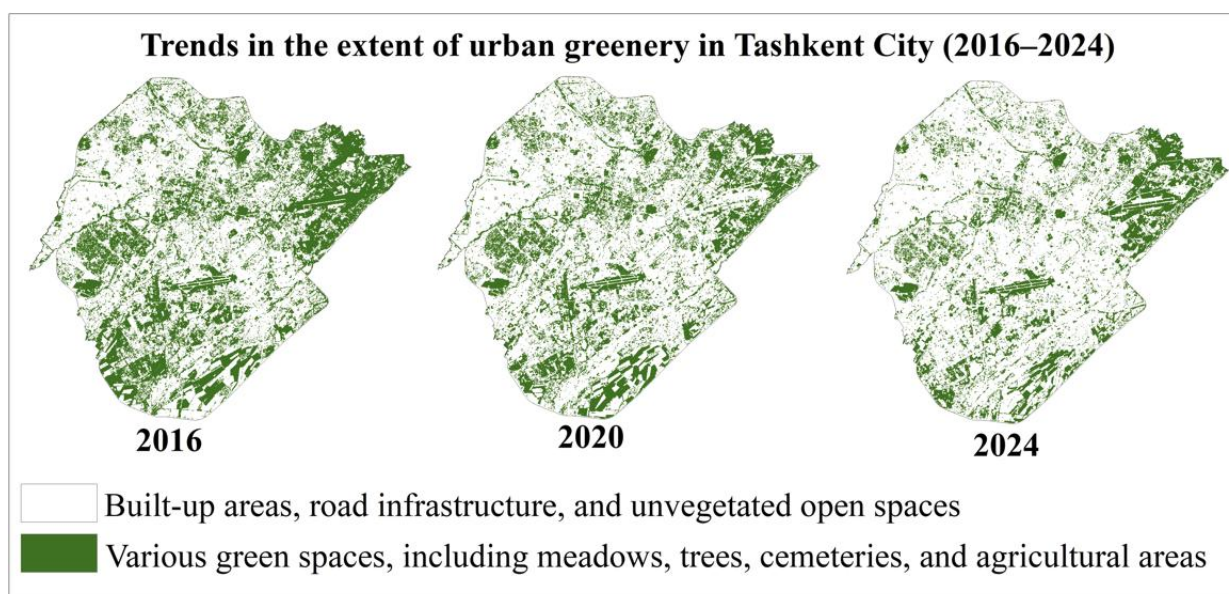 Trends in the extent of urban greenery in Tashkent City (2016–2024)
2016
2020
2024
Built-up areas, road infrastructure, and unvegetated open spaces
Various green spaces, including meadows, trees, cemeteries, and agricultural areas